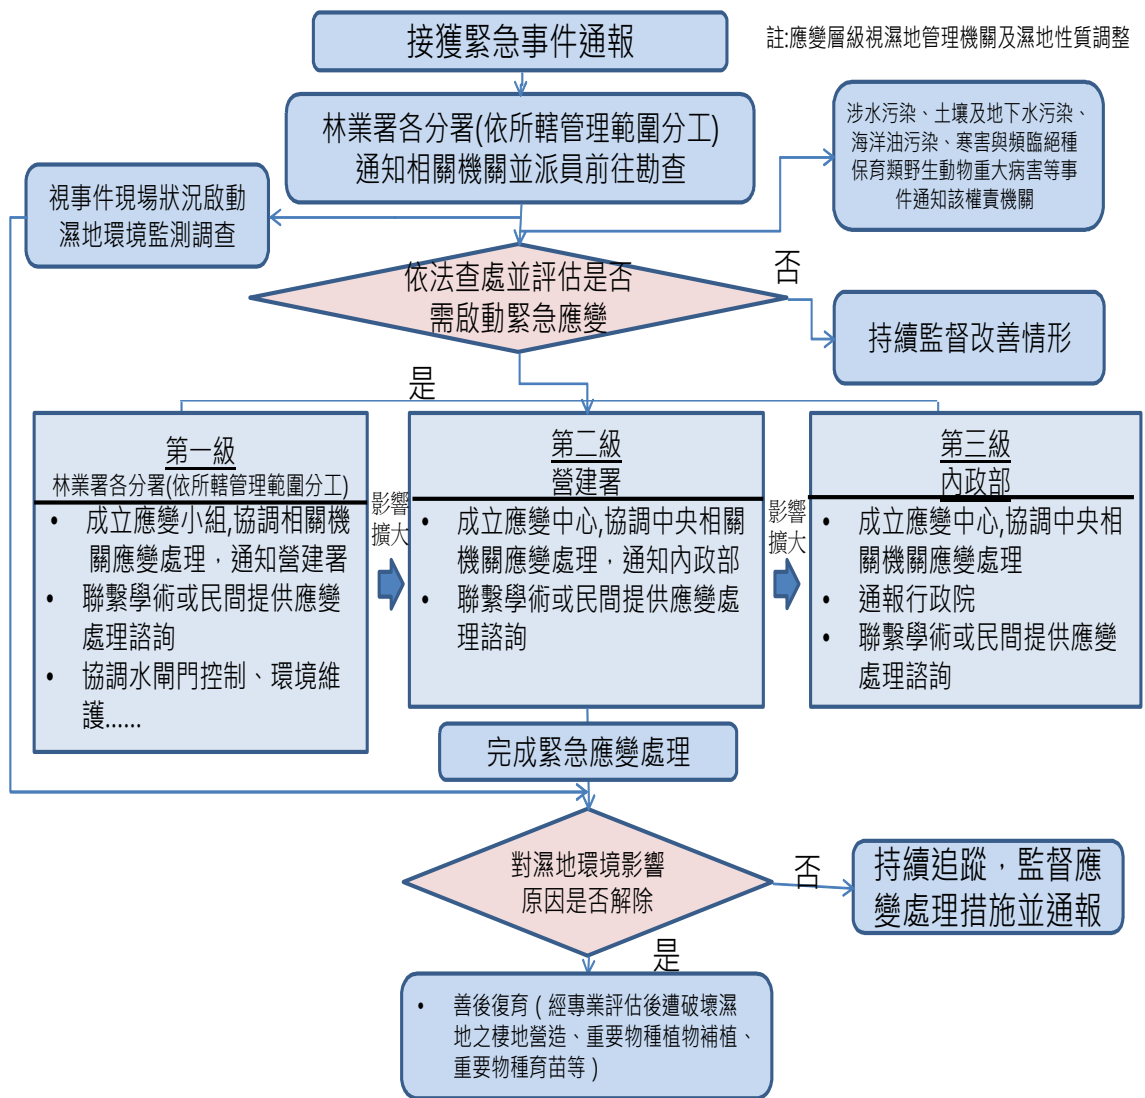 接獲緊急事件通報
註:應變層級視濕地管理機關及濕地性質調整
林業署各分署(依所轄管理範圍分工)
通知相關機關並派員前往勘查
涉水污染、土壤及地下水污染、
海洋油污染、寒害與頻臨絕種
保育類野生動物重大病害等事
件通知該權責機關
視事件現場狀況啟動
濕地環境監測調查
依法查處並評估是否
需啟動緊急應變
否
持續監督改善情形
是
第一級
林業署各分署(依所轄管理範圍分工)
• 成立應變小組,協調相關機
關應變處理，通知營建署
• 聯繫學術或民間提供應變
處理諮詢
• 協調水閘門控制、環境維
護......
影響
擴大
第二級
營建署
• 成立應變中心,協調中央相關
機關應變處理，通知內政部
• 聯繫學術或民間提供應變處
理諮詢
影響
擴大
第三級
內政部
• 成立應變中心,協調中央相
關機關應變處理
• 通報行政院
• 聯繫學術或民間提供應變
處理諮詢
完成緊急應變處理
對濕地環境影響
原因是否解除
否
持續追蹤，監督應
變處理措施並通報
是
• 善後復育（經專業評估後遭破壞濕
地之棲地營造、重要物種植物補植、
重要物種育苗等）